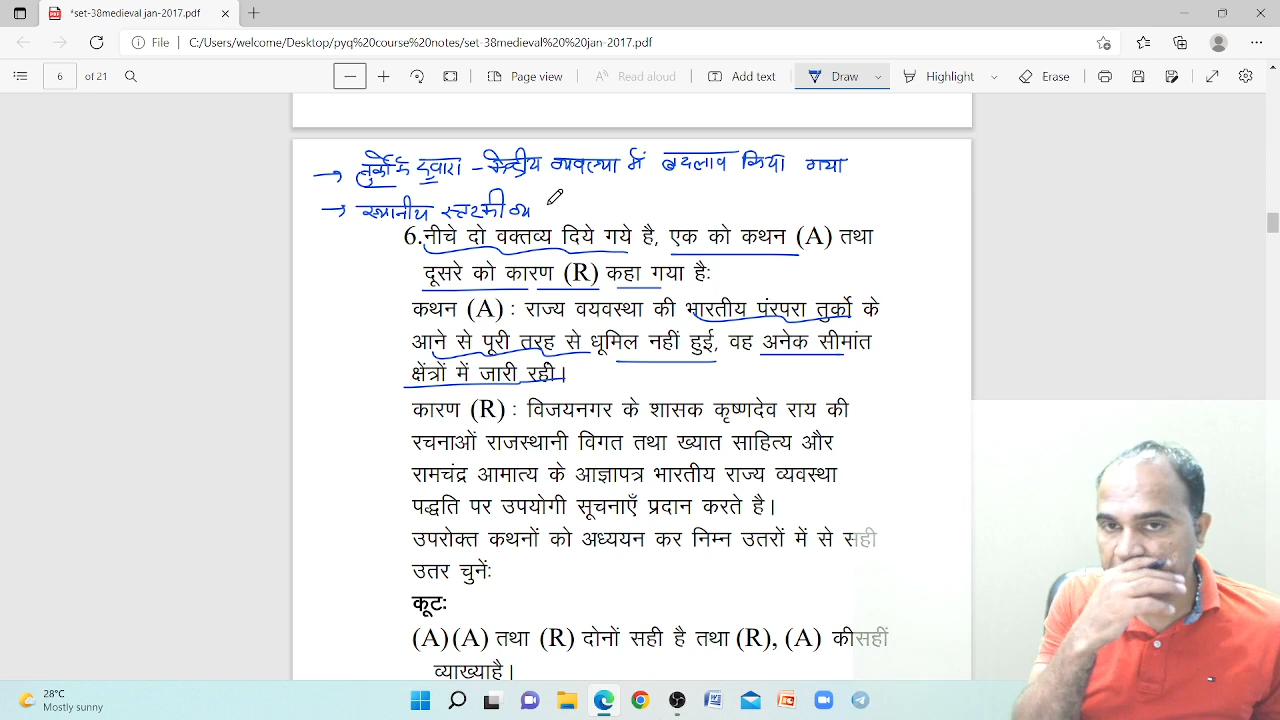 *set-38medieval jan-2017.pdf
File C:/Users/welcome/Desktop/pyq%20course%20notes/set-38medieval%20%20jan-2017.pdf
6 of 21 Page view Read aloud Add text Draw Highlight Erase
→ तुर्को के द्वारा - केन्द्रीय व्यवस्था में बदलाव किया गया
→ स्थानीय स्तर की व्य
6.नीचे दो वक्तव्य दिये गये है, एक को कथन (A) तथा
दूसरे को कारण (R) कहा गया है:
कथन (A) : राज्य वयवस्था की भारतीय पंरपरा तुर्को के
आने से पूरी तरह से धूमिल नहीं हुई, वह अनेक सीमांत
क्षेंत्रों में जारी रही।
कारण (R) : विजयनगर के शासक कृष्णदेव राय की
रचनाओं राजस्थानी विगत तथा ख्यात साहित्य और
रामचंद्र आमात्य के आज्ञापत्र भारतीय राज्य व्यवस्था
पद्धति पर उपयोगी सूचनाएँ प्रदान करते है।
उपरोक्त कथनों को अध्ययन कर निम्न उतरों में से सही
उतर चुनें:
कूट:
(A) (A) तथा (R) दोनों सही है तथा (R), (A) कीसहीं
व्याख्याहै।
28°C
Mostly sunny